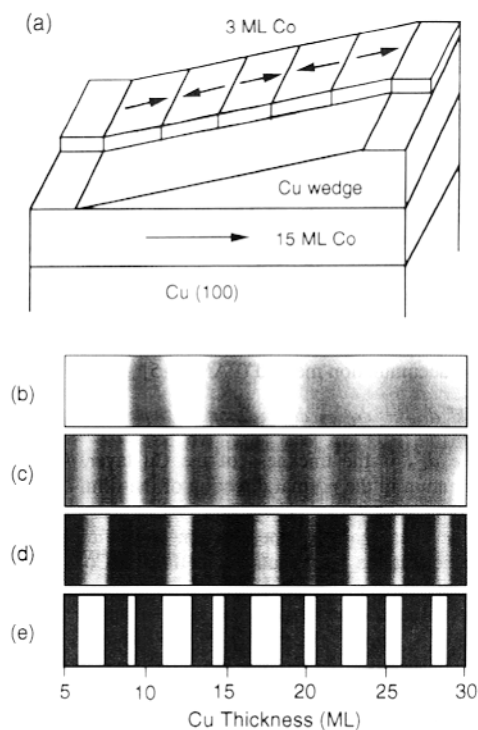 (a)
3 ML Co
Cu wedge
15 ML Co
Cu (100)
(b)
(c)
(d)
(e)
5 10 15 20 25 30
Cu Thickness (ML)